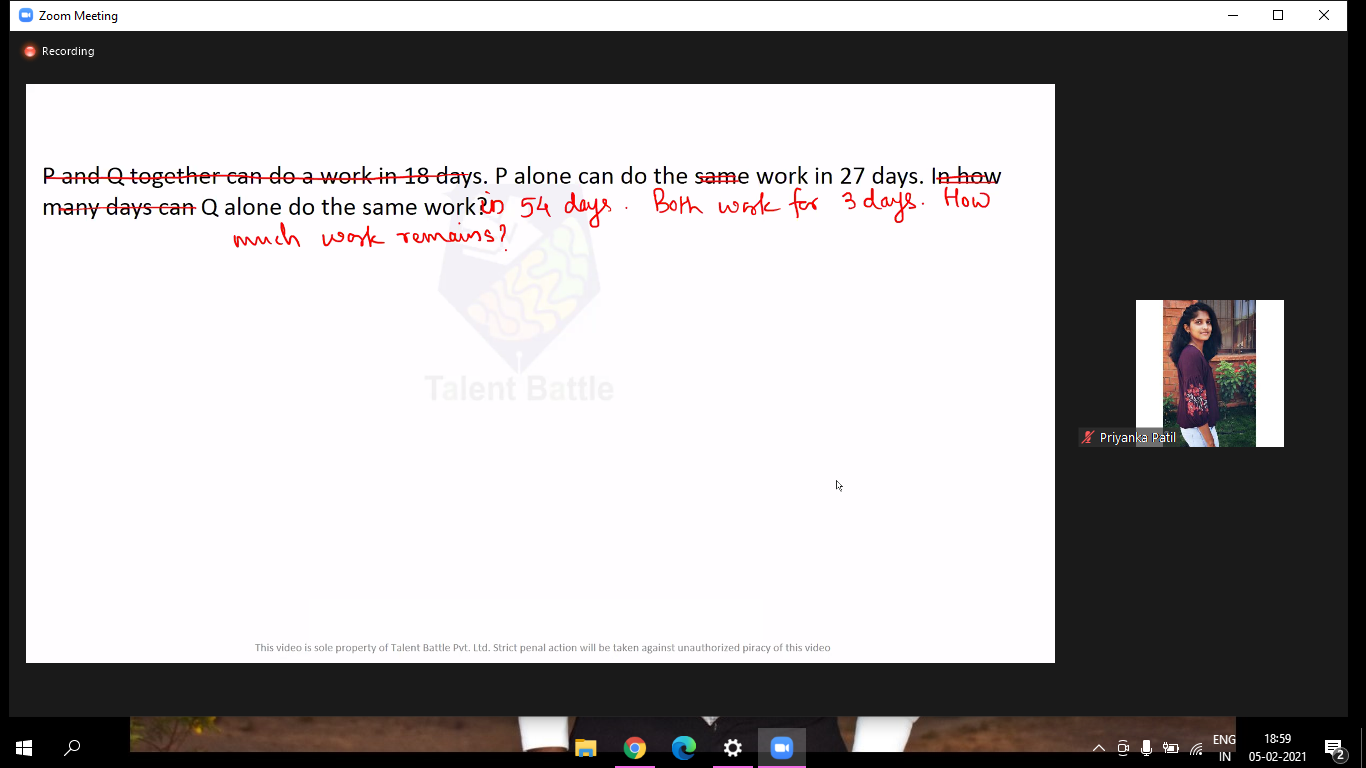 Zoom Meeting
Recording
P and Q together can do a work in 18 days. P alone can do the same work in 27 days. In how
many days can Q alone do the same work? in 54 days. Both work for 3 days. How
much work remains?
Talent Battle
Priyanka Patil
This video is sole property of Talent Battle Pvt. Ltd. Strict penal action will be taken against unauthorized piracy of this video
ENG
IN
18:59
05-02-2021
2